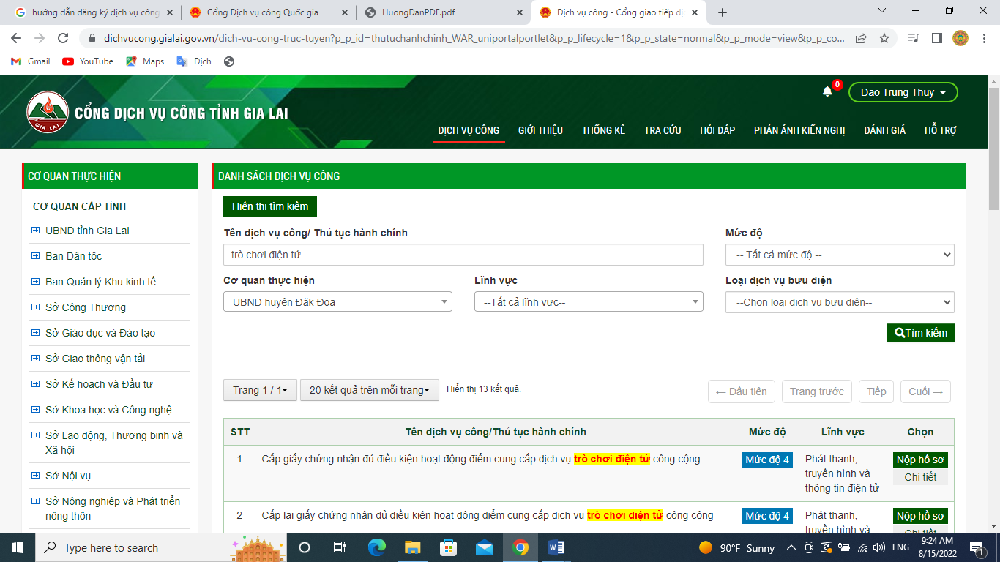 hướng dẫn đăng ký dịch vụ công
Cổng Dịch vụ công Quốc gia
HuongDanPDF.pdf
Dịch vụ công - Cổng giao tiếp di
dichvucong.gialai.gov.vn/dich-vu-cong-truc-tuyen?p_p_id=thutuchanhchinh_WAR_uniportalportlet&p_p_lifecycle=1&p_p_state=normal&p_p_mode=view&p_p_co...
Gmail
YouTube
Maps
Dịch
GIA LAI
CỔNG DỊCH VỤ CÔNG TỈNH GIA LAI
0
Dao Trung Thuy
DỊCH VỤ CÔNG
GIỚI THIỆU
THỐNG KÊ
TRA CỨU
HỎI ĐÁP
PHẢN ÁNH KIẾN NGHỊ
ĐÁNH GIÁ
HỖ TRỢ
CƠ QUAN THỰC HIỆN
CƠ QUAN CẤP TỈNH
UBND tỉnh Gia Lai
Ban Dân tộc
Ban Quản lý Khu kinh tế
Sở Công Thương
Sở Giáo dục và Đào tạo
Sở Giao thông vận tải
Sở Kế hoạch và Đầu tư
Sở Khoa học và Công nghệ
Sở Lao động, Thương binh và
Xã hội
Sở Nội vụ
Sở Nông nghiệp và Phát triển
nông thôn
DANH SÁCH DỊCH VỤ CÔNG
Hiển thị tìm kiếm
Tên dịch vụ công/ Thủ tục hành chính
Mức độ
trò chơi điện tử
-- Tất cả mức độ --
Cơ quan thực hiện
Lĩnh vực
Loại dịch vụ bưu điện
UBND huyện Đăk Đoa
--Tất cả lĩnh vực--
--Chọn loại dịch vụ bưu điện--
Tìm kiếm
Trang 1 / 1
20 kết quả trên mỗi trang
Hiển thị 13 kết quả.
← Đầu tiên
Trang trước
Tiếp
Cuối →
STT
Tên dịch vụ công/Thủ tục hành chính
Mức độ
Lĩnh vực
Chọn
1
Cấp giấy chứng nhận đủ điều kiện hoạt động điểm cung cấp dịch vụ trò chơi điện tử công cộng
Mức độ 4
Phát thanh,
truyền hình và
thông tin điện tử
Nộp hồ sơ
Chi tiết
2
Cấp lại giấy chứng nhận đủ điều kiện hoạt động điểm cung cấp dịch vụ trò chơi điện tử công cộng
Mức độ 4
Phát thanh,
truyền hình và
Nộp hồ sơ
Chi tiết
Type here to search
90°F Sunny
ENG
9:24 AM
8/15/2022
1